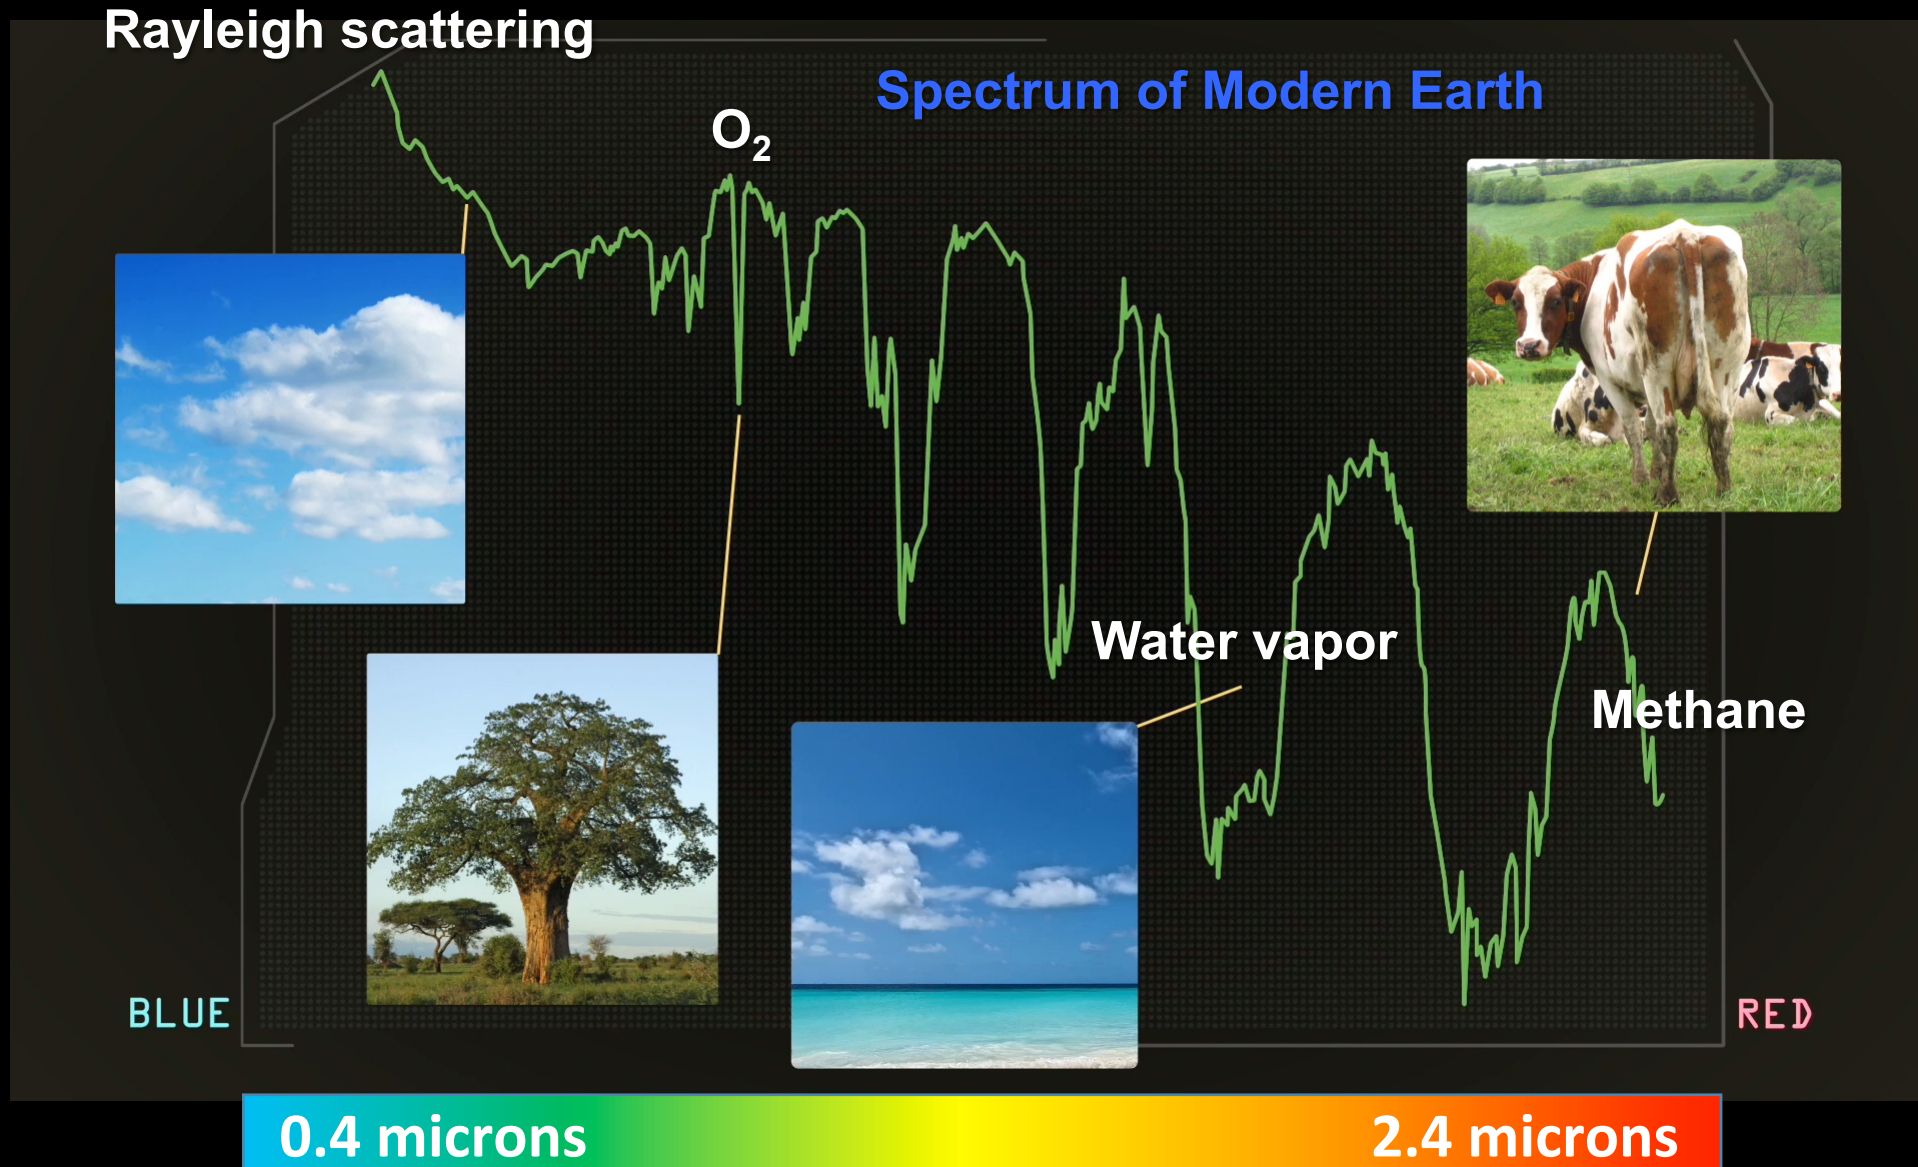 Rayleigh scattering
Spectrum of Modern Earth
O₂
Water vapor
Methane
BLUE
RED
0.4 microns
2.4 microns